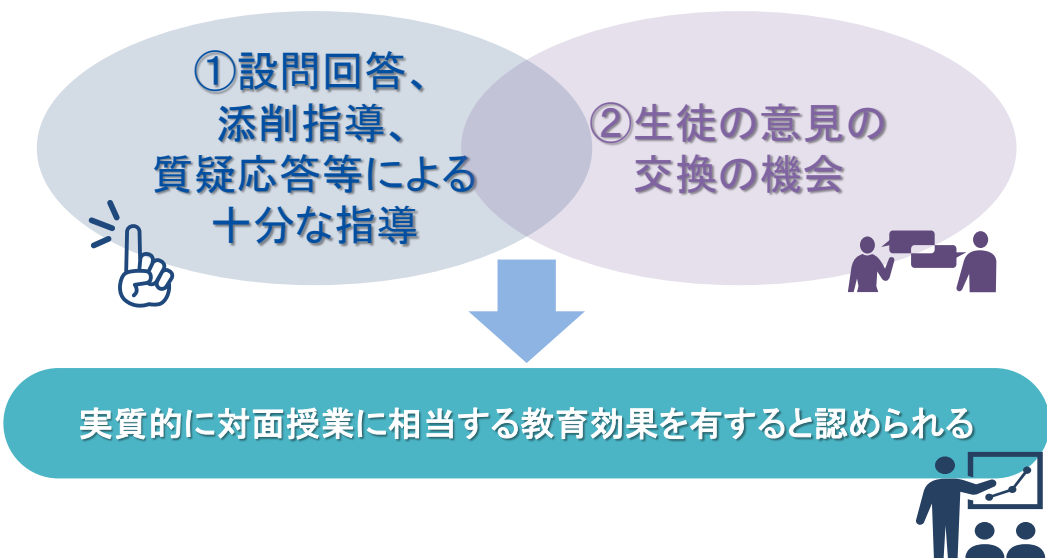 ①設問回答、
添削指導、
質疑応答等による
十分な指導
②生徒の意見の
交換の機会
実質的に対面授業に相当する教育効果を有すると認められる